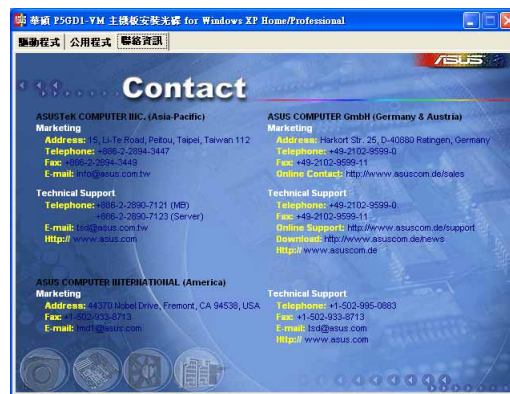 華碩 P5GD1-VM 主機板安裝光碟 for Windows XP Home/Professional
驅動程式 公用程式 聯絡資訊
ASUS
Contact
ASUSTeK COMPUTER INC. (Asia-Pacific)
Marketing
Address: 15, Li-Te Road, Peitou, Taipei, Taiwan 112
Telephone: +886-2-2894-3447
Fax: +886-2-2894-3449
E-mail: info@asus.com.tw
Technical Support
Telephone: +886-2-2890-7121 (MB)
+886-2-2890-7123 (Server)
E-mail: tsd@asus.com.tw
Http:// www.asus.com
ASUS COMPUTER GmbH (Germany & Austria)
Marketing
Address: Harkort Str. 25, D-40880 Ratingen, Germany
Telephone: +49-2102-9599-0
Fax: +49-2102-9599-11
Online Contact: http://www.asuscom.de/sales
Technical Support
Telephone: +49-2102-9599-0
Fax: +49-2102-9599-11
Online Support: http://www.asuscom.de/support
Download: http://www.asuscom.de/news
Http:// www.asuscom.de
ASUS COMPUTER INTERNATIONAL (America)
Marketing
Address: 44370 Nobel Drive, Fremont, CA 94538, USA
Fax: +1-502-933-8713
E-mail: tmd1@asus.com
Technical Support
Telephone: +1-502-995-0883
Fax: +1-502-933-8713
E-mail: tsd@asus.com
Http:// www.asus.com